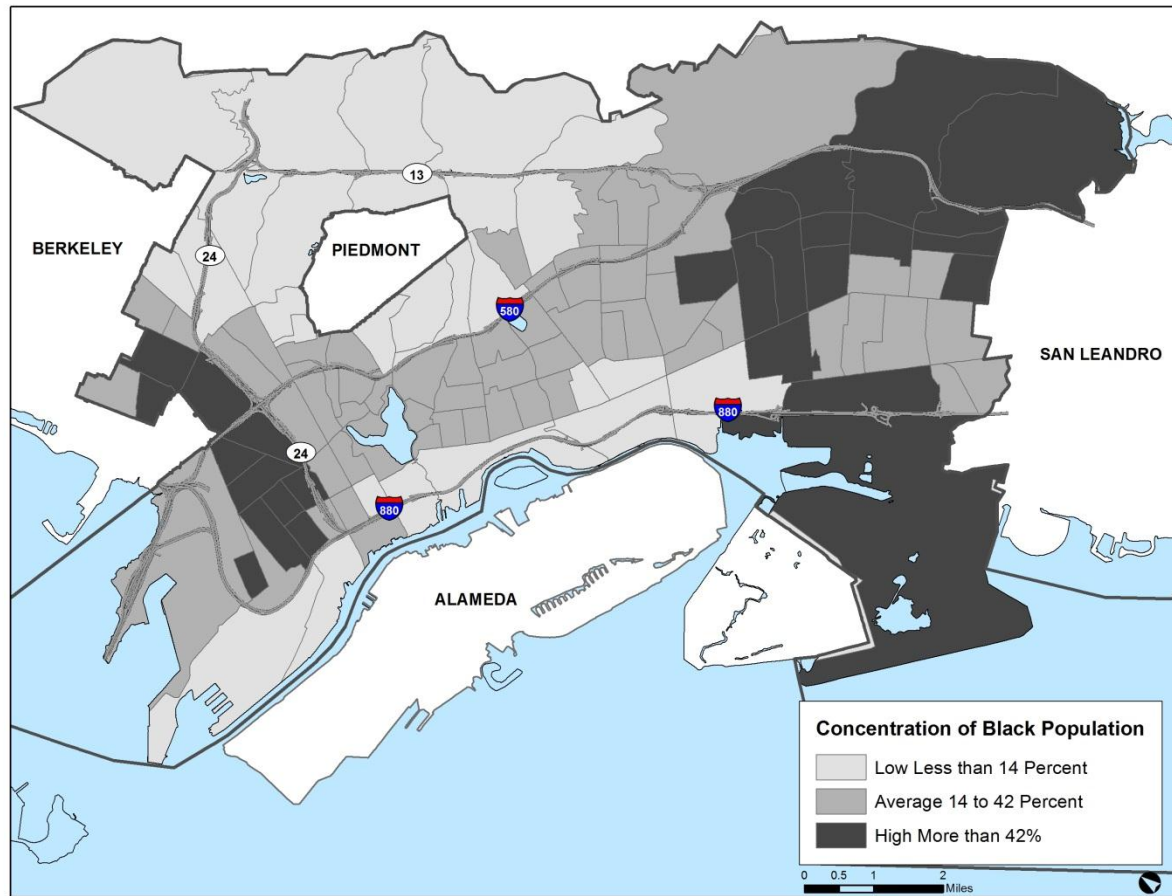 13
BERKELEY
PIEDMONT
24
580
SAN LEANDRO
880
24
880
ALAMEDA
Concentration of Black Population
Low Less than 14 Percent
Average 14 to 42 Percent
High More than 42%
0 0.5 1 2
Miles